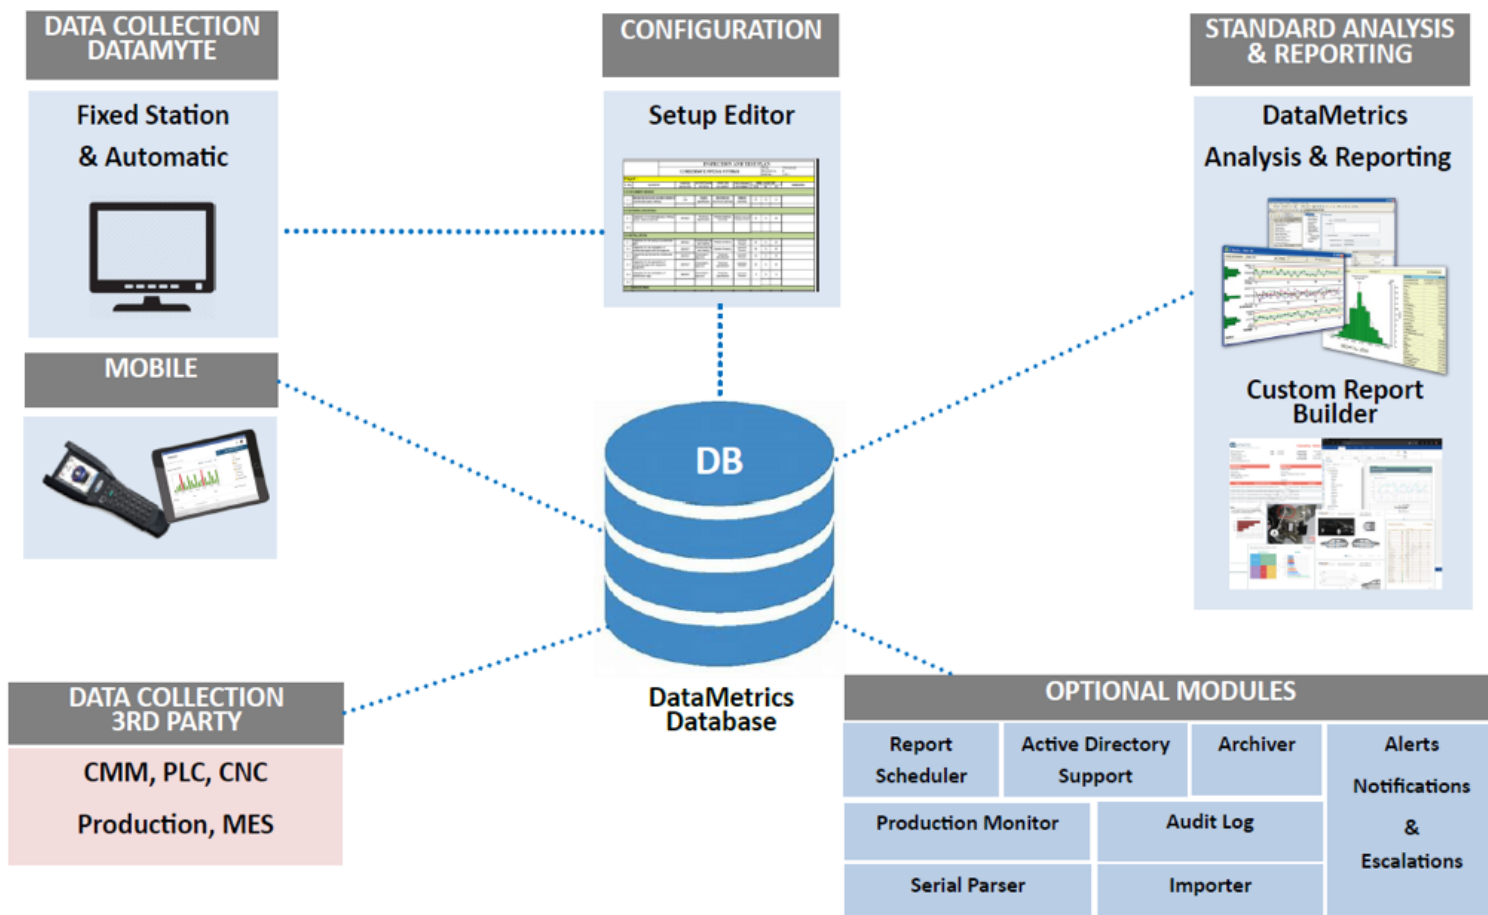 DATA COLLECTION
DATAMYTE
Fixed Station
& Automatic
MOBILE
CONFIGURATION
Setup Editor
STANDARD ANALYSIS
& REPORTING
DataMetrics
Analysis & Reporting
Custom Report
Builder
DB
DataMetrics
Database
DATA COLLECTION
3RD PARTY
CMM, PLC, CNC
Production, MES
OPTIONAL MODULES
Report
Scheduler
Active Directory
Support
Archiver
Alerts
Notifications
&
Escalations
Production Monitor
Audit Log
Serial Parser
Importer